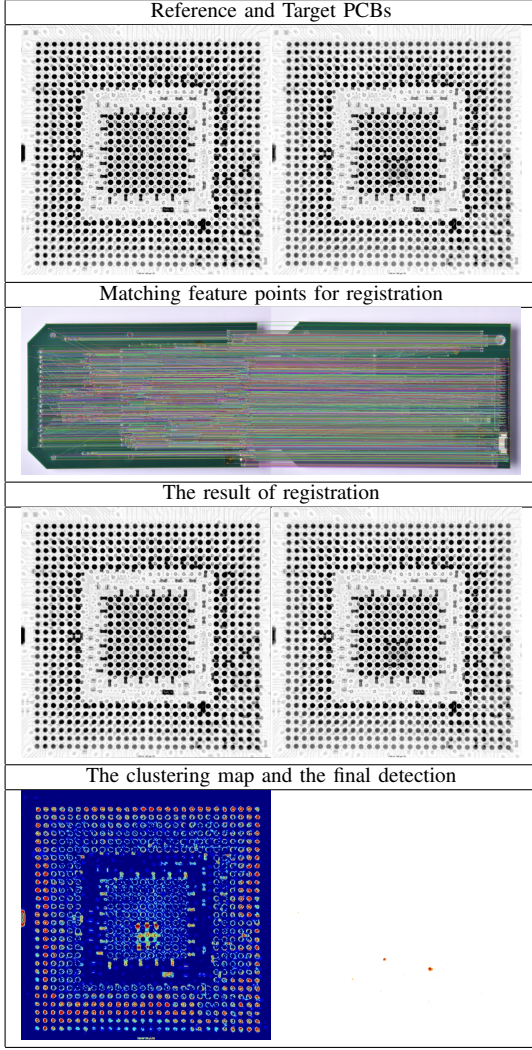 Reference and Target PCBs
Matching feature points for registration
The result of registration
The clustering map and the final detection